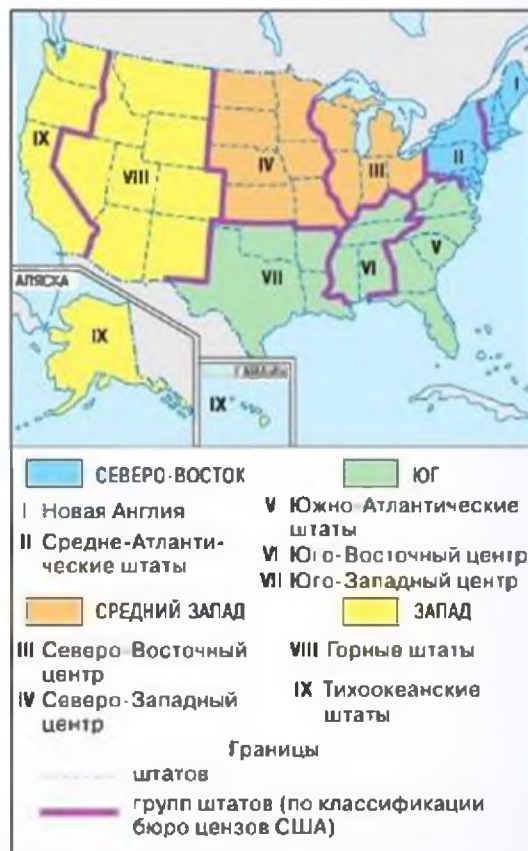 I
IX
IV
II
VIII
III
V
VII
VI
АЛЯСКА
IX
ГАВАЙИ
IX
СЕВЕРО-ВОСТОК
I Новая Англия
II Средне-Атланти-
ческие штаты
ЮГ
V Южно-Атлантические
штаты
VI Юго-Восточный центр
VII Юго-Западный центр
СРЕДНИЙ ЗАПАД
III Северо-Восточный
центр
IV Северо-Западный
центр
ЗАПАД
VIII Горные штаты
IX Тихоокеанские
штаты
Границы
штатов
групп штатов (по классификации
бюро цензов США)